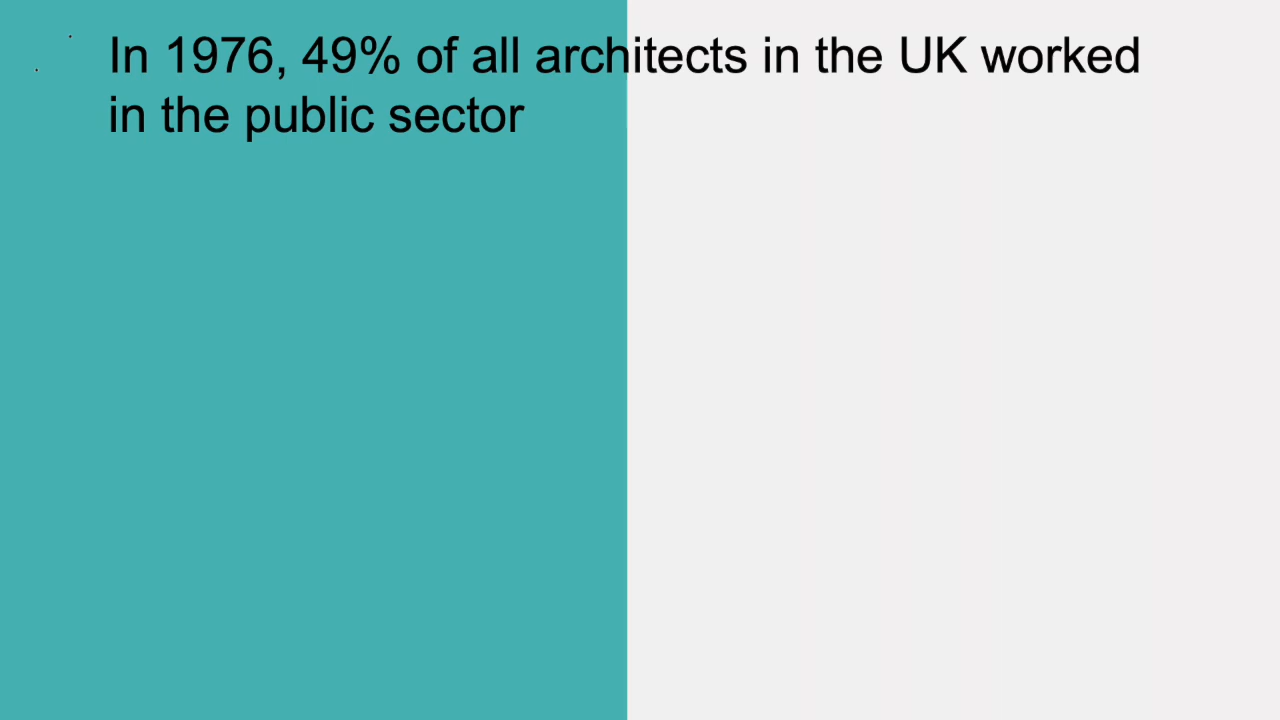 In 1976, 49% of all architects in the UK worked
in the public sector